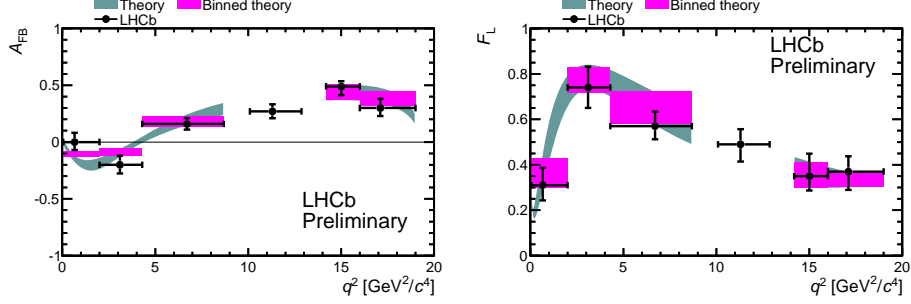 Theory Binned theory
LHCb
A_FB
1
0.5
0
-0.5
-1
0 5 10 15 20
q² [GeV²/c⁴]
LHCb
Preliminary
Theory Binned theory
LHCb
F_L
1
0.8
0.6
0.4
0.2
0
0 5 10 15 20
q² [GeV²/c⁴]
LHCb
Preliminary